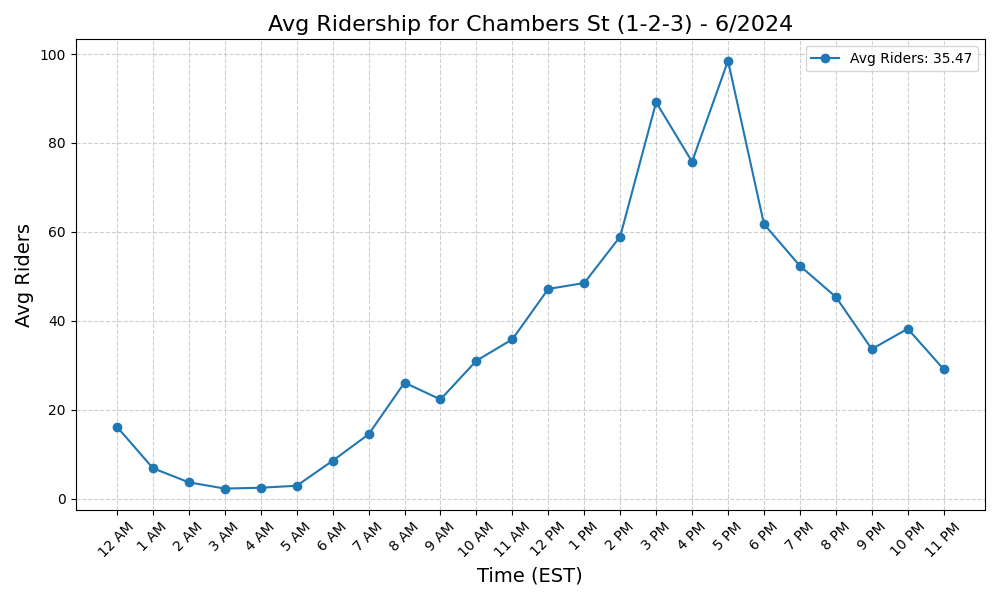 Avg Ridership for Chambers St (1-2-3) - 6/2024
Avg Riders: 35.47
Avg Riders
100
80
60
40
20
0
12 AM
1 AM
2 AM
3 AM
4 AM
5 AM
6 AM
7 AM
8 AM
9 AM
10 AM
11 AM
12 PM
1 PM
2 PM
3 PM
4 PM
5 PM
6 PM
7 PM
8 PM
9 PM
10 PM
11 PM
Time (EST)